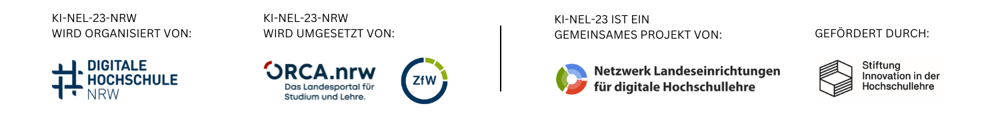 KI-NEL-23-NRW
WIRD ORGANISIERT VON:
DIGITALE
HOCHSCHULE
NRW
KI-NEL-23-NRW
WIRD UMGESETZT VON:
ORCA.nrw
Das Landesportal für
Studium und Lehre.
ZfW
KI-NEL-23 IST EIN
GEMEINSAMES PROJEKT VON:
Netzwerk Landeseinrichtungen
für digitale Hochschullehre
GEFÖRDERT DURCH:
Stiftung
Innovation in der
Hochschullehre